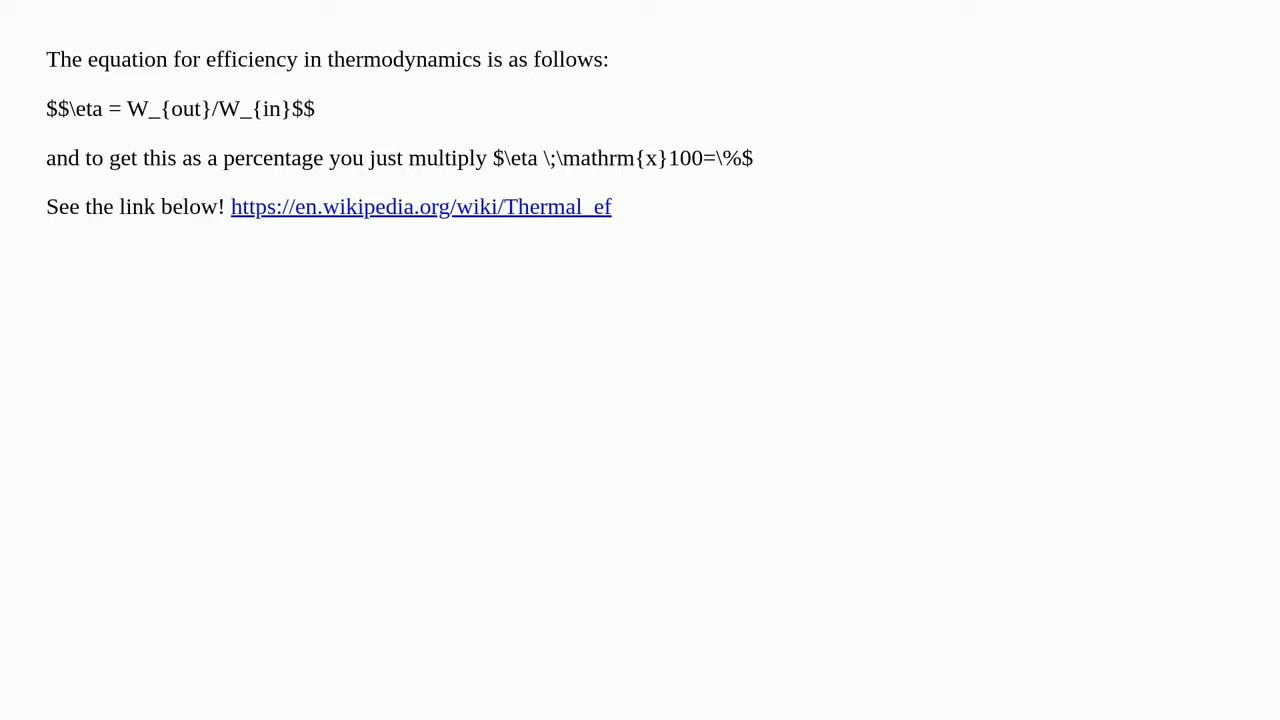 The equation for efficiency in thermodynamics is as follows:
$$\eta = W_{out}/W_{in}$$
and to get this as a percentage you just multiply $\eta \;\mathrm{x}100=\%$
See the link below! https://en.wikipedia.org/wiki/Thermal_ef